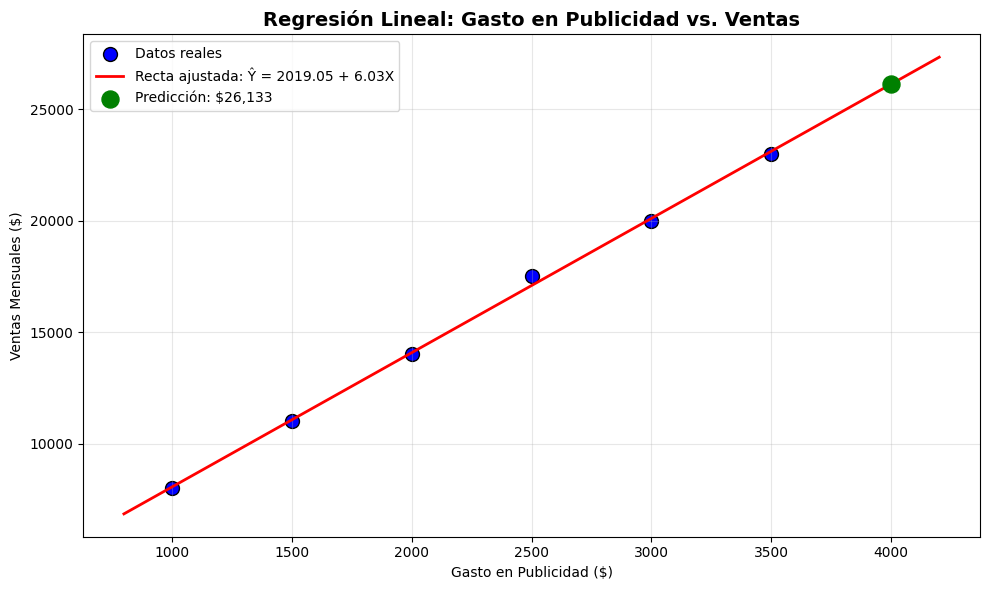 Regresión Lineal: Gasto en Publicidad vs. Ventas
Datos reales
Recta ajustada: Ŷ = 2019.05 + 6.03X
Predicción: $26,133
Ventas Mensuales ($)
25000
20000
15000
10000
1000 1500 2000 2500 3000 3500 4000
Gasto en Publicidad ($)